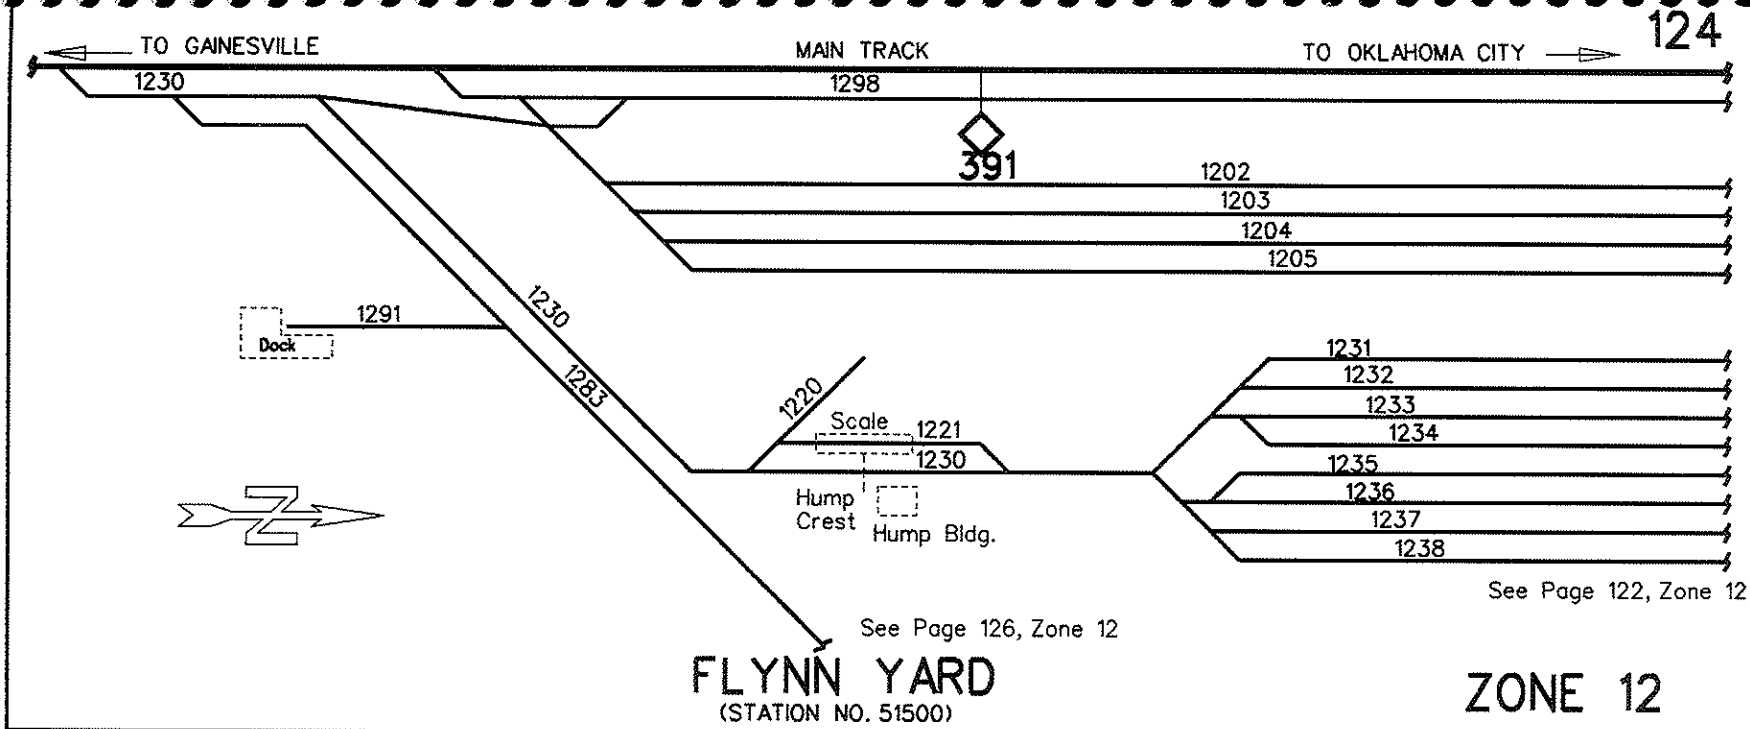 124
TO GAINESVILLE
MAIN TRACK
TO OKLAHOMA CITY
1230
1298
391
1202
1203
1204
1205
1291
Dock
1230
1283
1220
Scale
1221
1230
Hump
Crest
Hump Bldg.
1231
1232
1233
1234
1235
1236
1237
1238
N
See Page 122, Zone 12
See Page 126, Zone 12
FLYNN YARD
(STATION NO. 51500)
ZONE 12